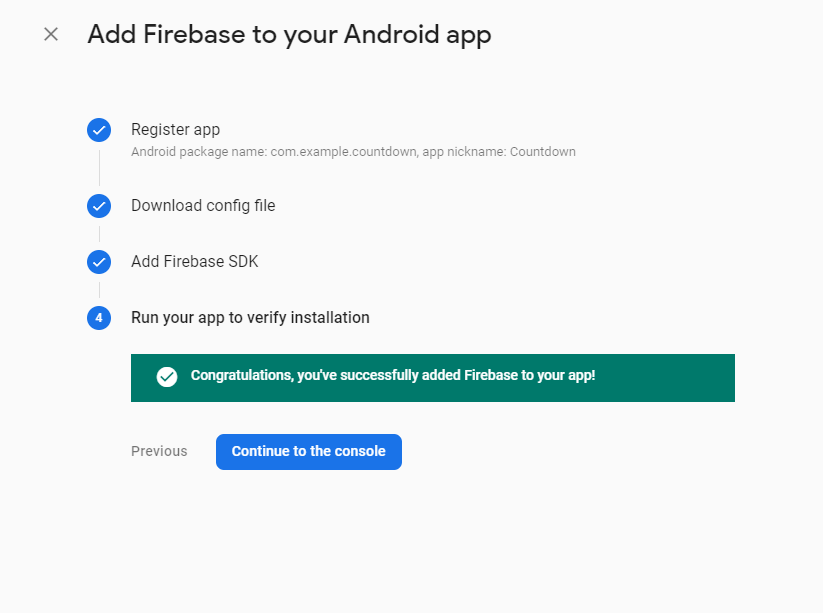 Add Firebase to your Android app
Register app
Android package name: com.example.countdown, app nickname: Countdown
Download config file
Add Firebase SDK
4 Run your app to verify installation
Congratulations, you've successfully added Firebase to your app!
Previous Continue to the console